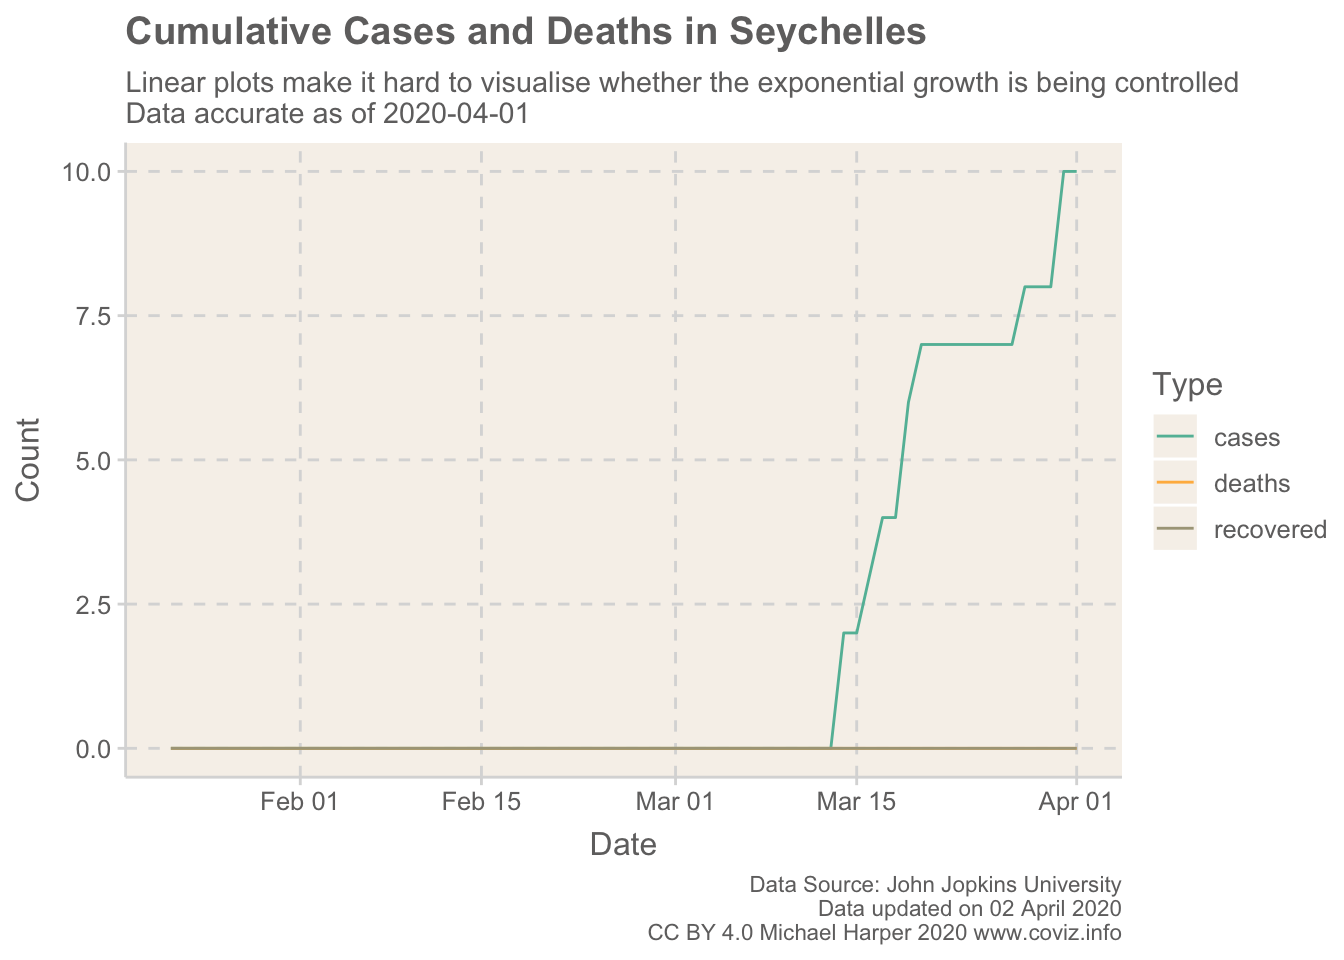 Cumulative Cases and Deaths in Seychelles
Linear plots make it hard to visualise whether the exponential growth is being controlled
Data accurate as of 2020-04-01
10.0
7.5
5.0
2.5
0.0
Count
Feb 01
Feb 15
Mar 01
Mar 15
Apr 01
Date
Type
cases
deaths
recovered
Data Source: John Jopkins University
Data updated on 02 April 2020
CC BY 4.0 Michael Harper 2020 www.coviz.info